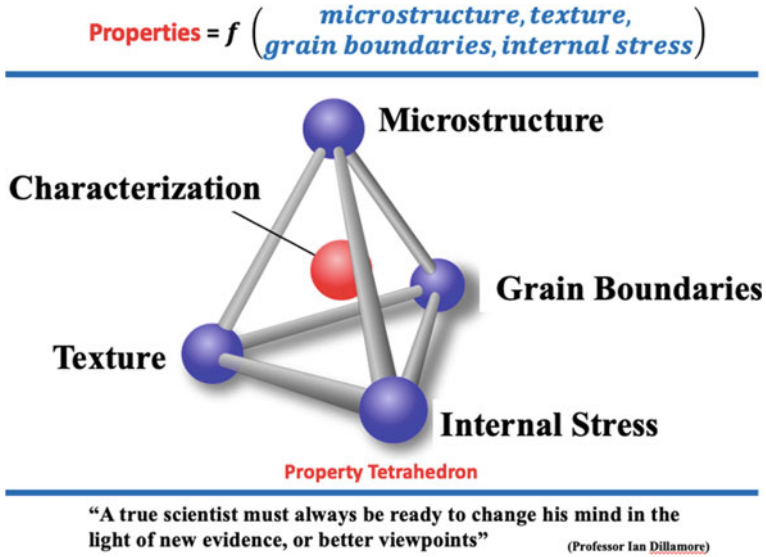 Properties = f ( microstructure, texture,
grain boundaries, internal stress )
Microstructure
Characterization
Grain Boundaries
Texture
Internal Stress
Property Tetrahedron
“A true scientist must always be ready to change his mind in the
light of new evidence, or better viewpoints”
(Professor Ian Dillamore)